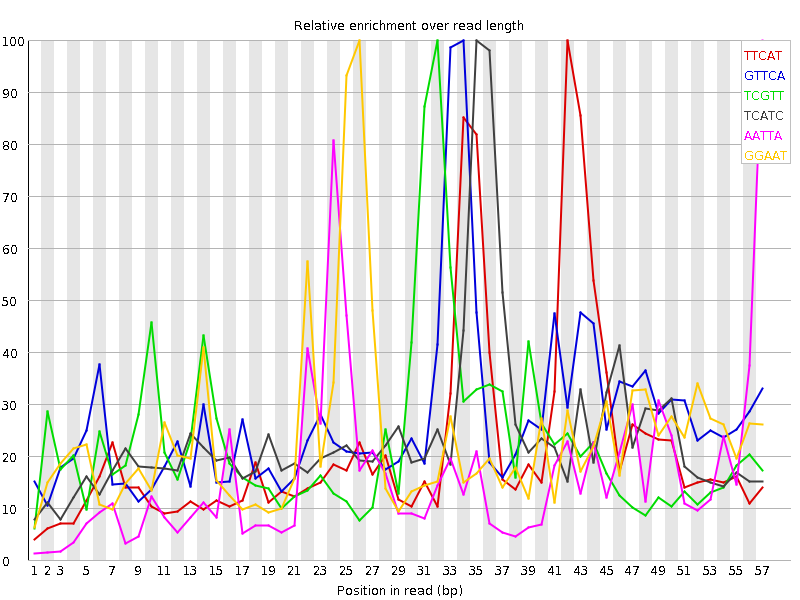 Relative enrichment over read length
100
90
80
70
60
50
40
30
20
10
0
TTCAT
GTTCA
TCGTT
TCATC
AATTA
GGAAT
1 2 3 5 7 9 11 13 15 17 19 21 23 25 27 29 31 33 35 37 39 41 43 45 47 49 51 53 55 57
Position in read (bp)